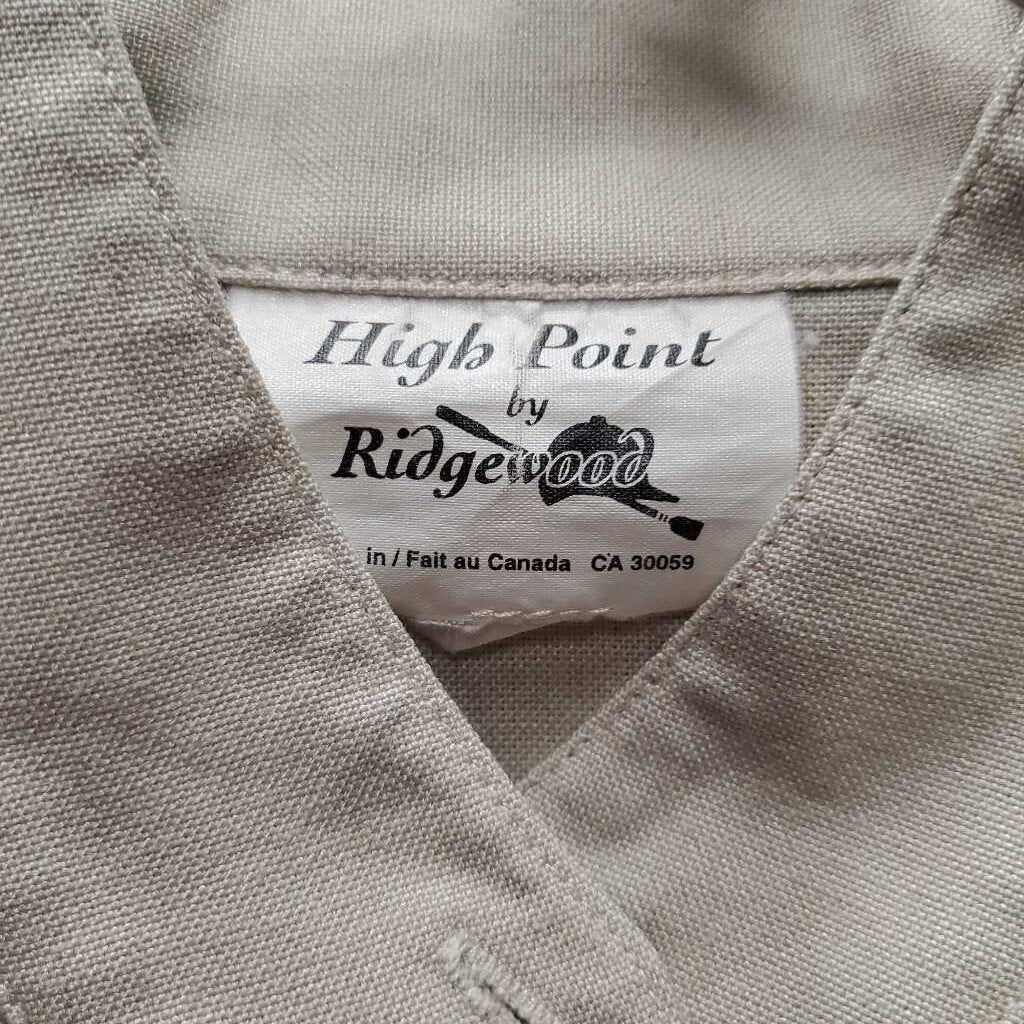 High Point
by
Ridgewood
in / Fait au Canada CA 30059